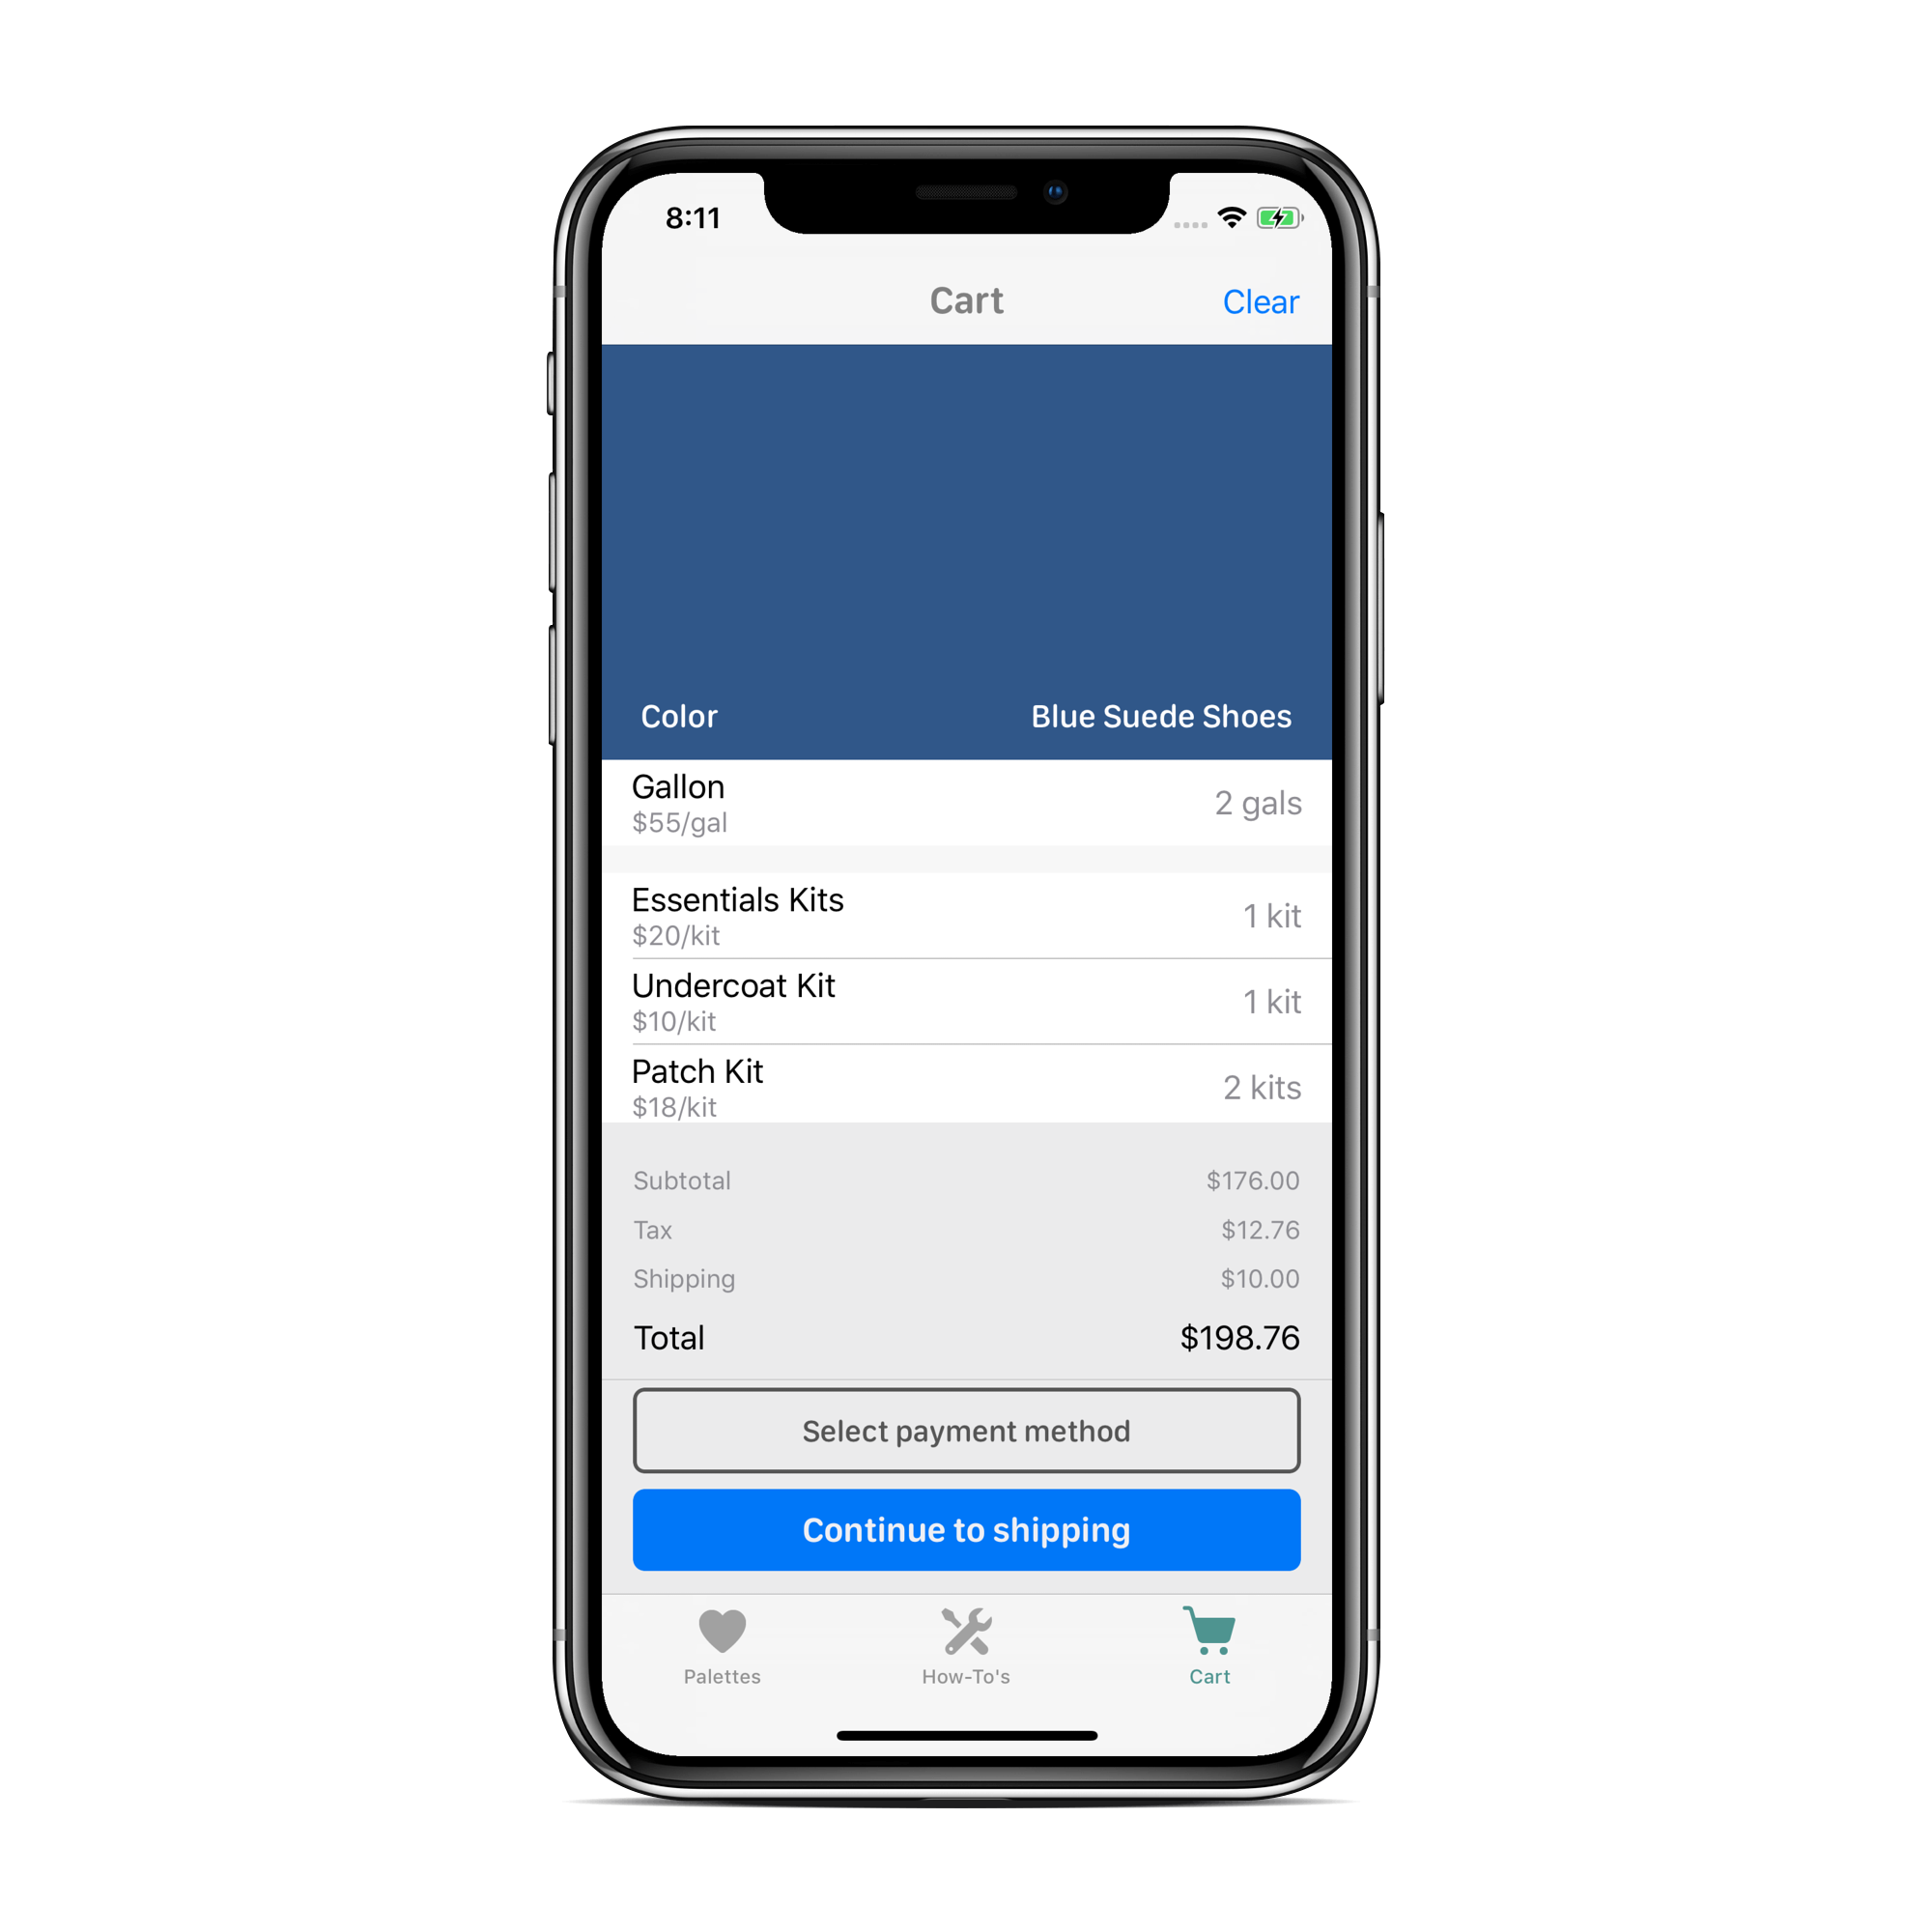 8:11
Cart Clear
Color Blue Suede Shoes
Gallon
$55/gal
2 gals
Essentials Kits
$20/kit
1 kit
Undercoat Kit
$10/kit
1 kit
Patch Kit
$18/kit
2 kits
Subtotal $176.00
Tax $12.76
Shipping $10.00
Total $198.76
Select payment method
Continue to shipping
Palettes How-To's Cart